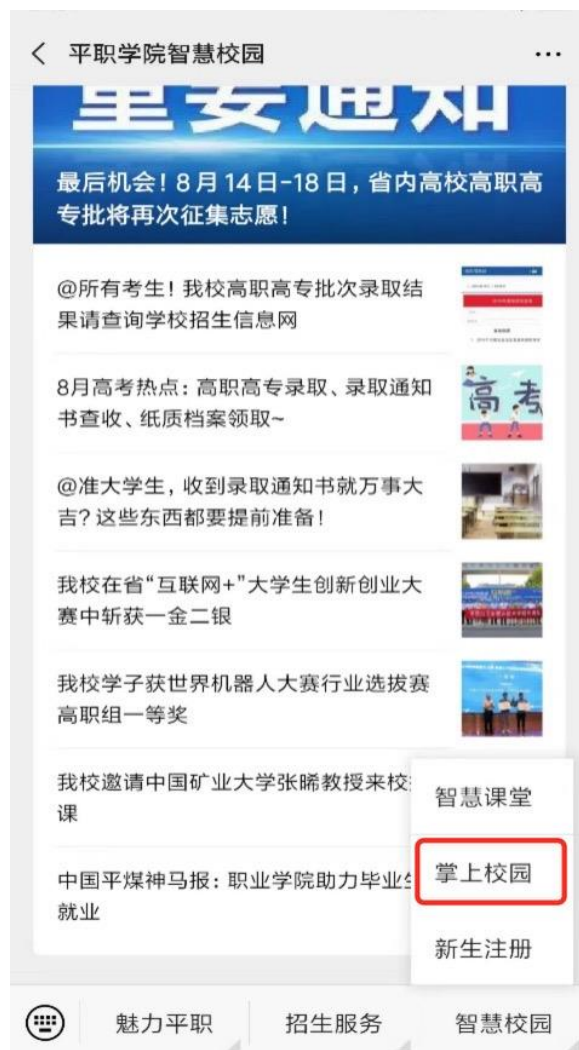 平职学院智慧校园
重要通知
最后机会！8月14日-18日，省内高校高职高
专批将再次征集志愿！
@所有考生！我校高职高专批次录取结
果请查询学校招生信息网
8月高考热点：高职高专录取、录取通知
书查收、纸质档案领取~
高考
@准大学生，收到录取通知书就万事大
吉？这些东西都要提前准备！
我校在省“互联网+”大学生创新创业大
赛中斩获一金二银
我校学子获世界机器人大赛行业选拔赛
高职组一等奖
我校邀请中国矿业大学张晞教授来校
课
中国平煤神马报：职业学院助力毕业
就业
智慧课堂
掌上校园
新生注册
魅力平职
招生服务
智慧校园